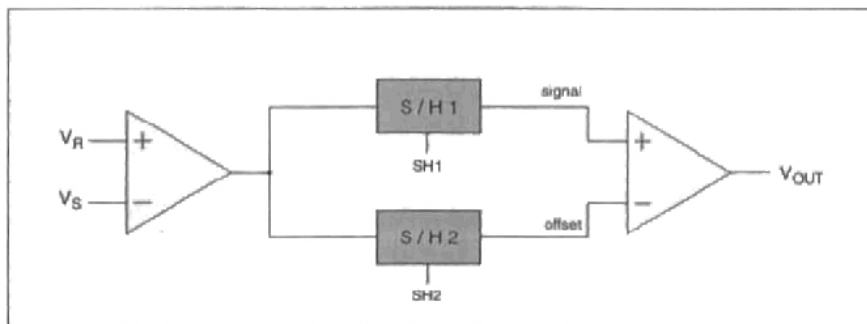 S / H 1
signal
V_R
+
+
SH1
V_OUT
V_S
−
−
S / H 2
offset
SH2